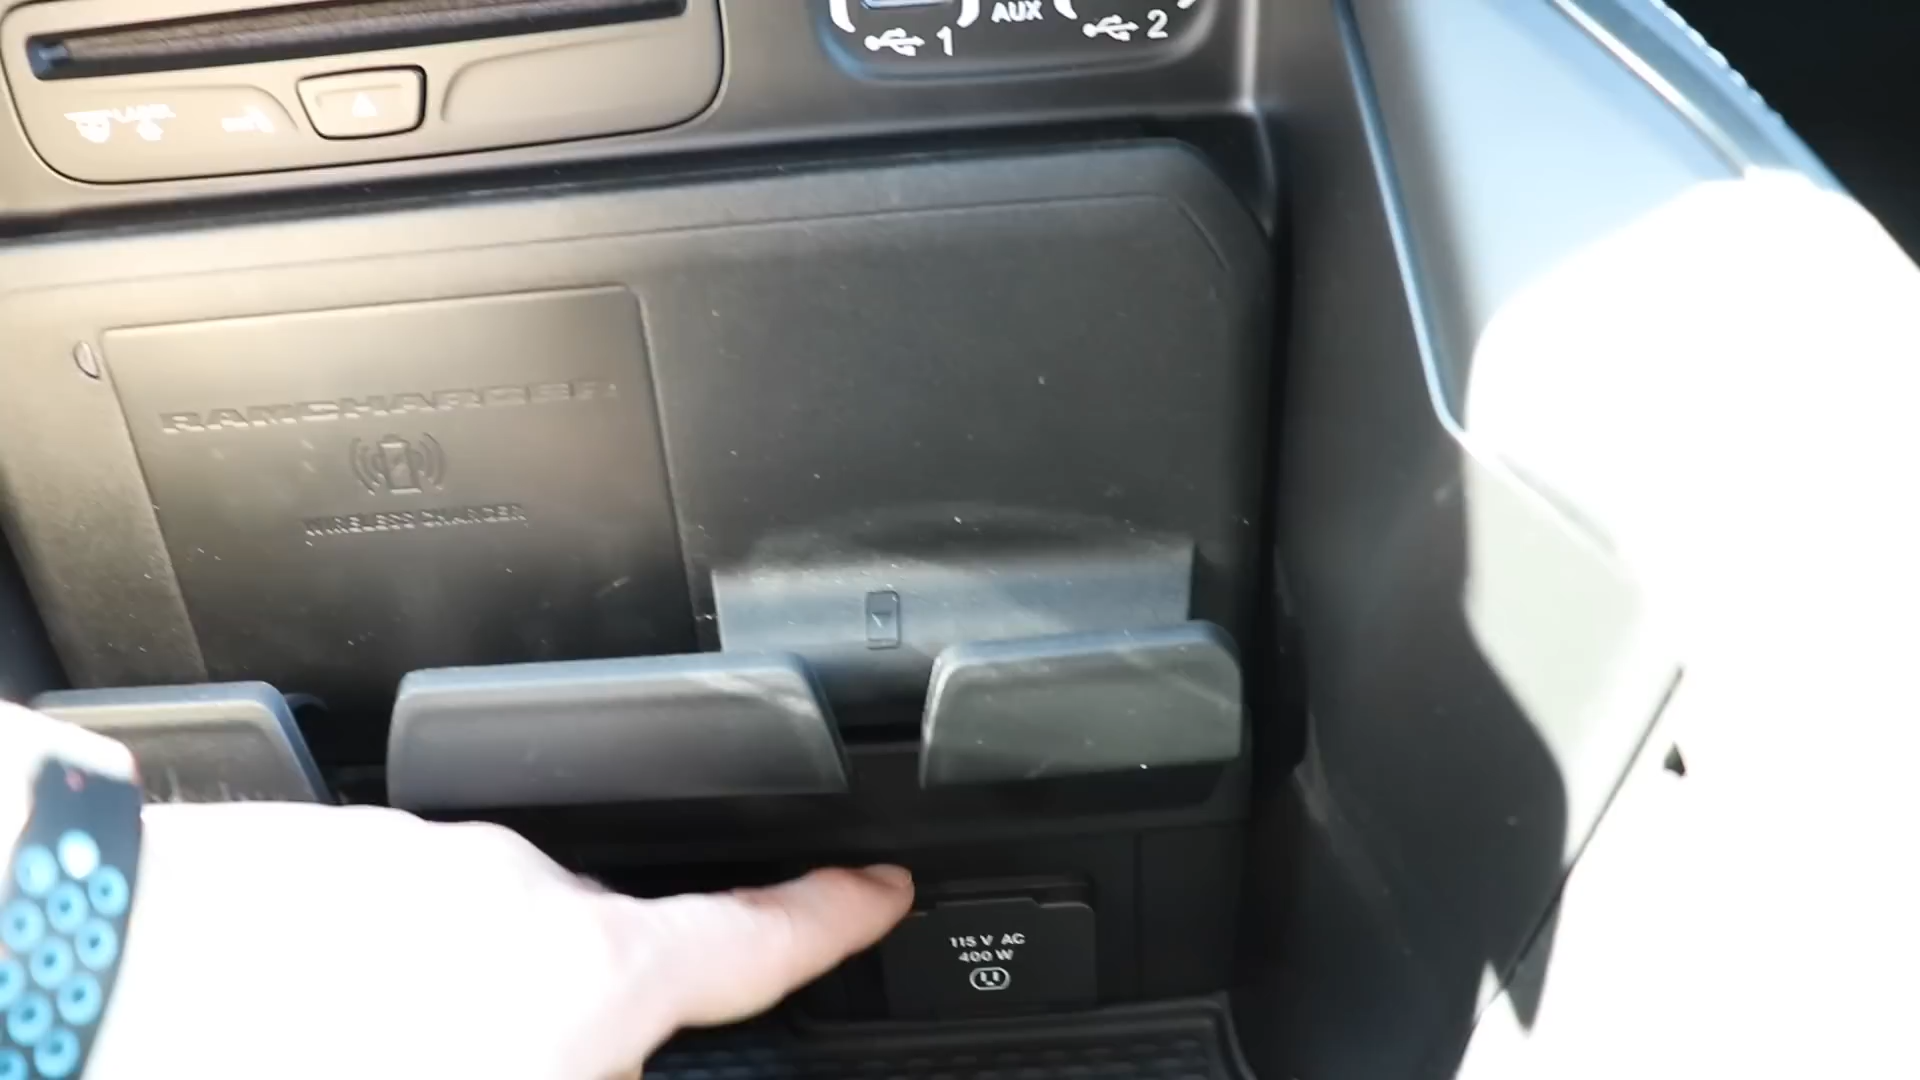 1
AUX
2
RAMCHARGER
WIRELESS CHARGER
115 V AC
400 W